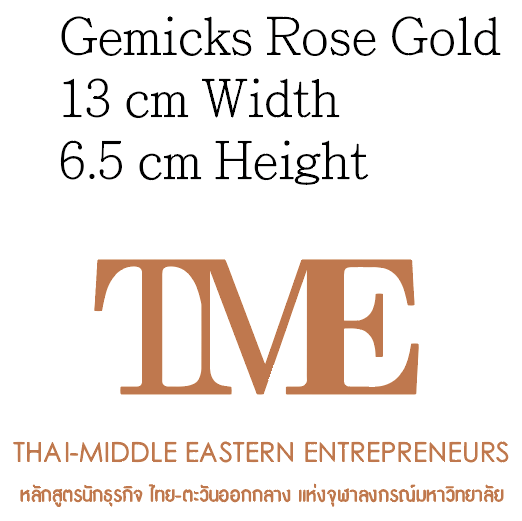 Gemicks Rose Gold
13 cm Width
6.5 cm Height
TME
THAI-MIDDLE EASTERN ENTREPRENEURS
หลักสูตรนักธุรกิจ ไทย-ตะวันออกกลาง แห่งจุฬาลงกรณ์มหาวิทยาลัย